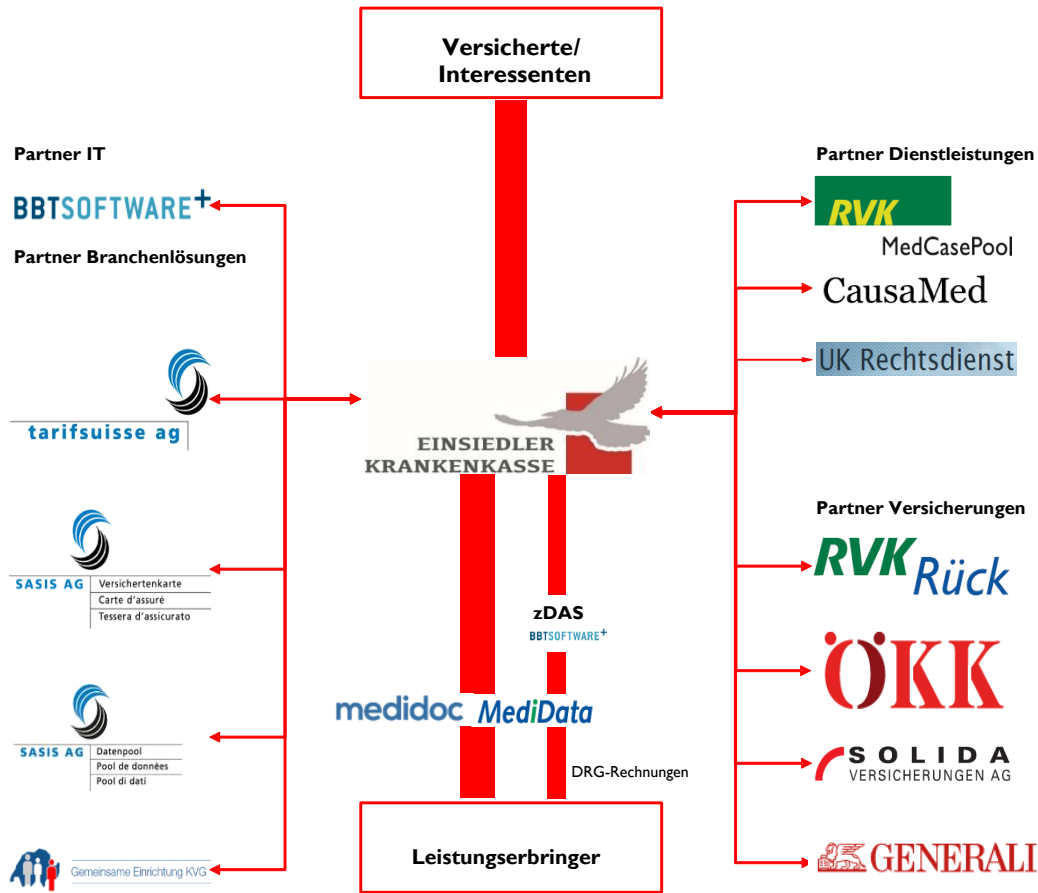 Versicherte/
Interessenten
Partner IT
BBTSOFTWARE+
Partner Branchenlösungen
tarifsuisse ag
SASIS AG
Versichertenkarte
Carte d'assuré
Tessera d'assicurato
SASIS AG
Datenpool
Pool de données
Pool di dati
Gemeinsame Einrichtung KVG
EINSIEDLER
KRANKENKASSE
zDAS
BBTSOFTWARE+
medidoc
MediData
DRG-Rechnungen
Leistungserbringer
Partner Dienstleistungen
RVK
MedCasePool
CausaMed
UK Rechtsdienst
Partner Versicherungen
RVK Rück
ÖKK
SOLIDA
VERSICHERUNGEN AG
GENERALI